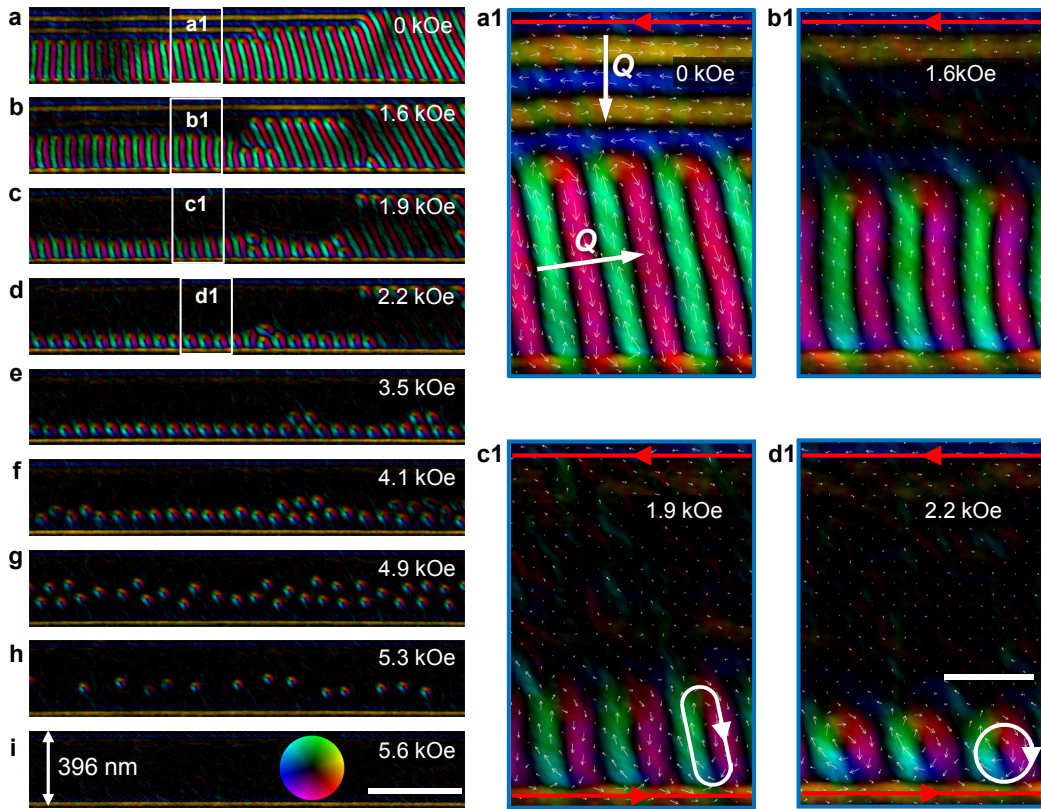 a
a1
0 kOe
b
b1
1.6 kOe
c
c1
1.9 kOe
d
d1
2.2 kOe
e
3.5 kOe
f
4.1 kOe
g
4.9 kOe
h
5.3 kOe
i
396 nm
5.6 kOe
a1
Q
0 kOe
Q
b1
1.6kOe
c1
1.9 kOe
d1
2.2 kOe